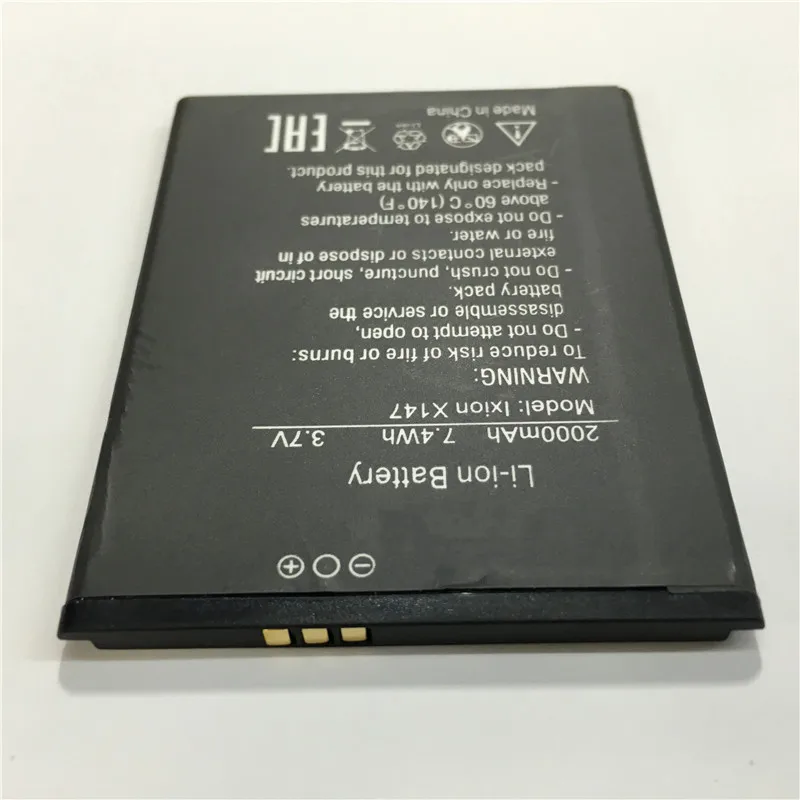 Li-ion Battery
2000mAh 7.4Wh 3.7V
Model: Ixion X147
WARNING:
To reduce risk of fire or burns:
- Do not attempt to open,
disassemble or service the
battery pack.
- Do not crush, puncture, short circuit
external contacts or dispose of in
fire or water.
- Do not expose to temperatures
above 60°C (140°F)
- Replace only with the battery
pack designated for this product.
EAC
Li-ion
Made in China